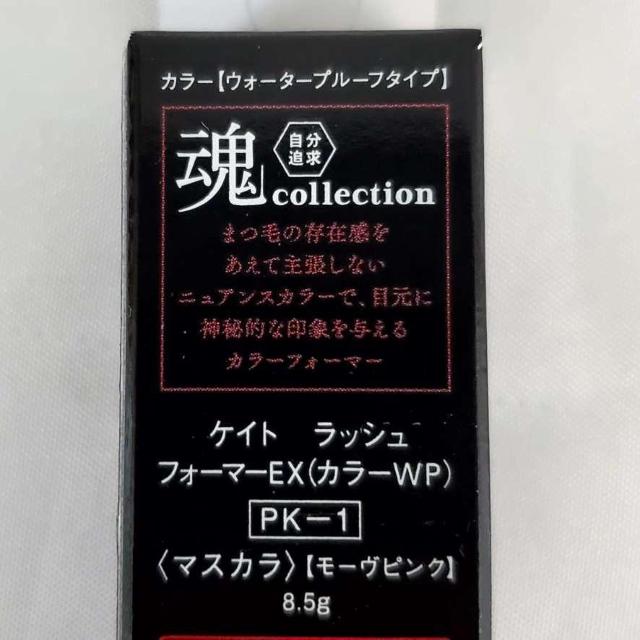 カラー【ウォータープルーフタイプ】
魂
自分
追求
collection
まつ毛の存在感を
あえて主張しない
ニュアンスカラーで、目元に
神秘的な印象を与える
カラーフォーマー
ケイト ラッシュ
フォーマーEX(カラーWP)
PK-1
〈マスカラ〉【モーヴピンク】
8.5g